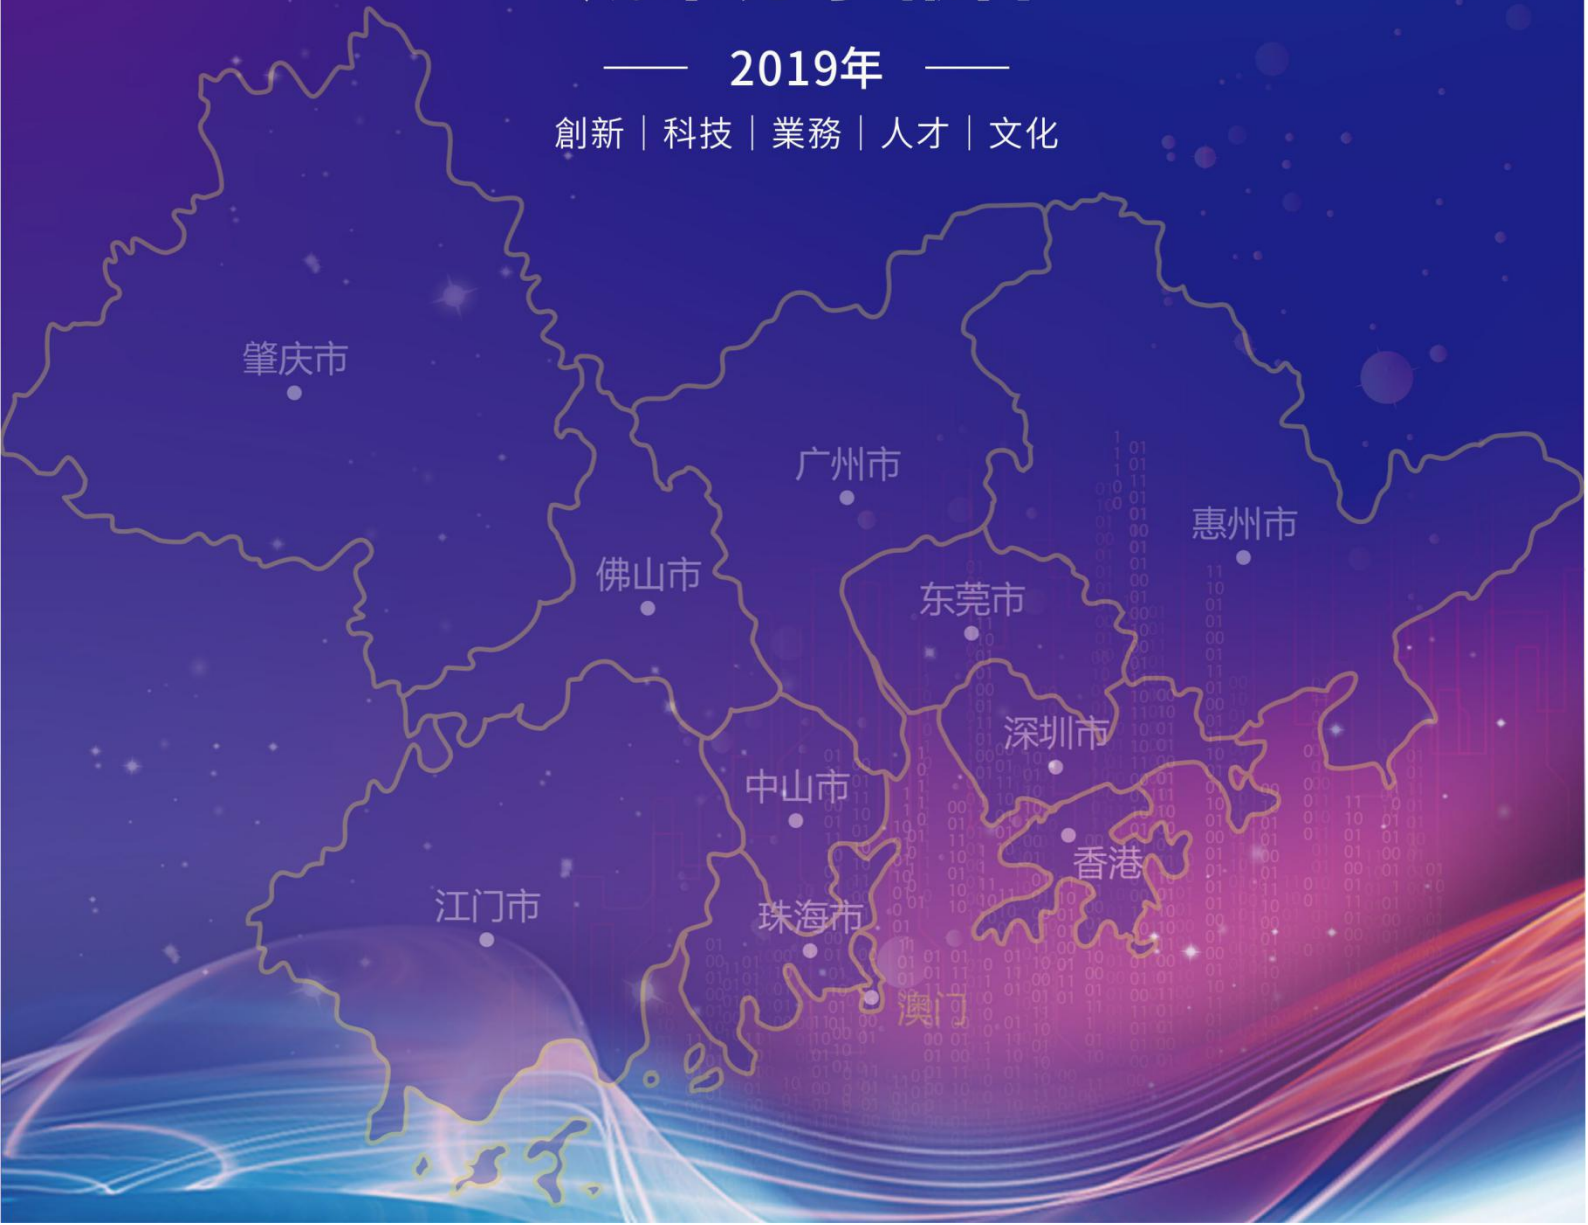 2019年
創新｜科技｜業務｜人才｜文化
肇庆市
广州市
惠州市
佛山市
东莞市
深圳市
中山市
香港
江门市
珠海市
澳门